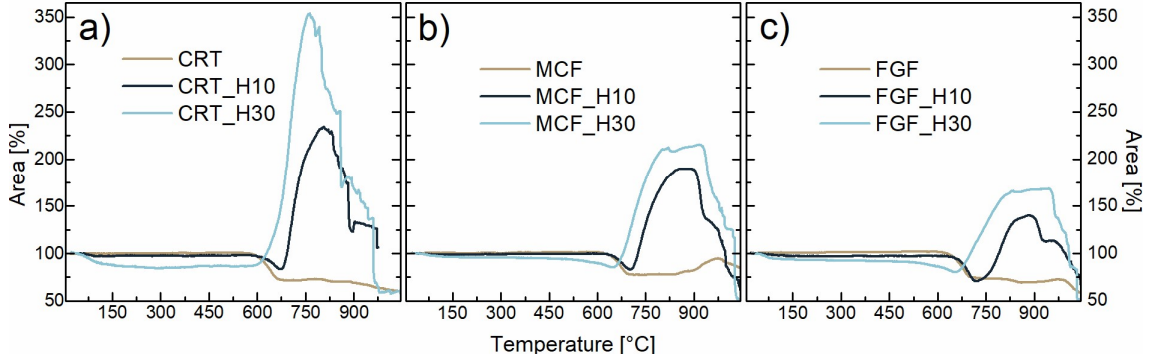 a)
CRT
CRT_H10
CRT_H30
b)
MCF
MCF_H10
MCF_H30
c)
FGF
FGF_H10
FGF_H30
350
300
250
200
150
100
50
Area [%]
350
300
250
200
150
100
50
Area [%]
150 300 450 600 750 900 150 300 450 600 750 900 150 300 450 600 750 900
Temperature [°C]